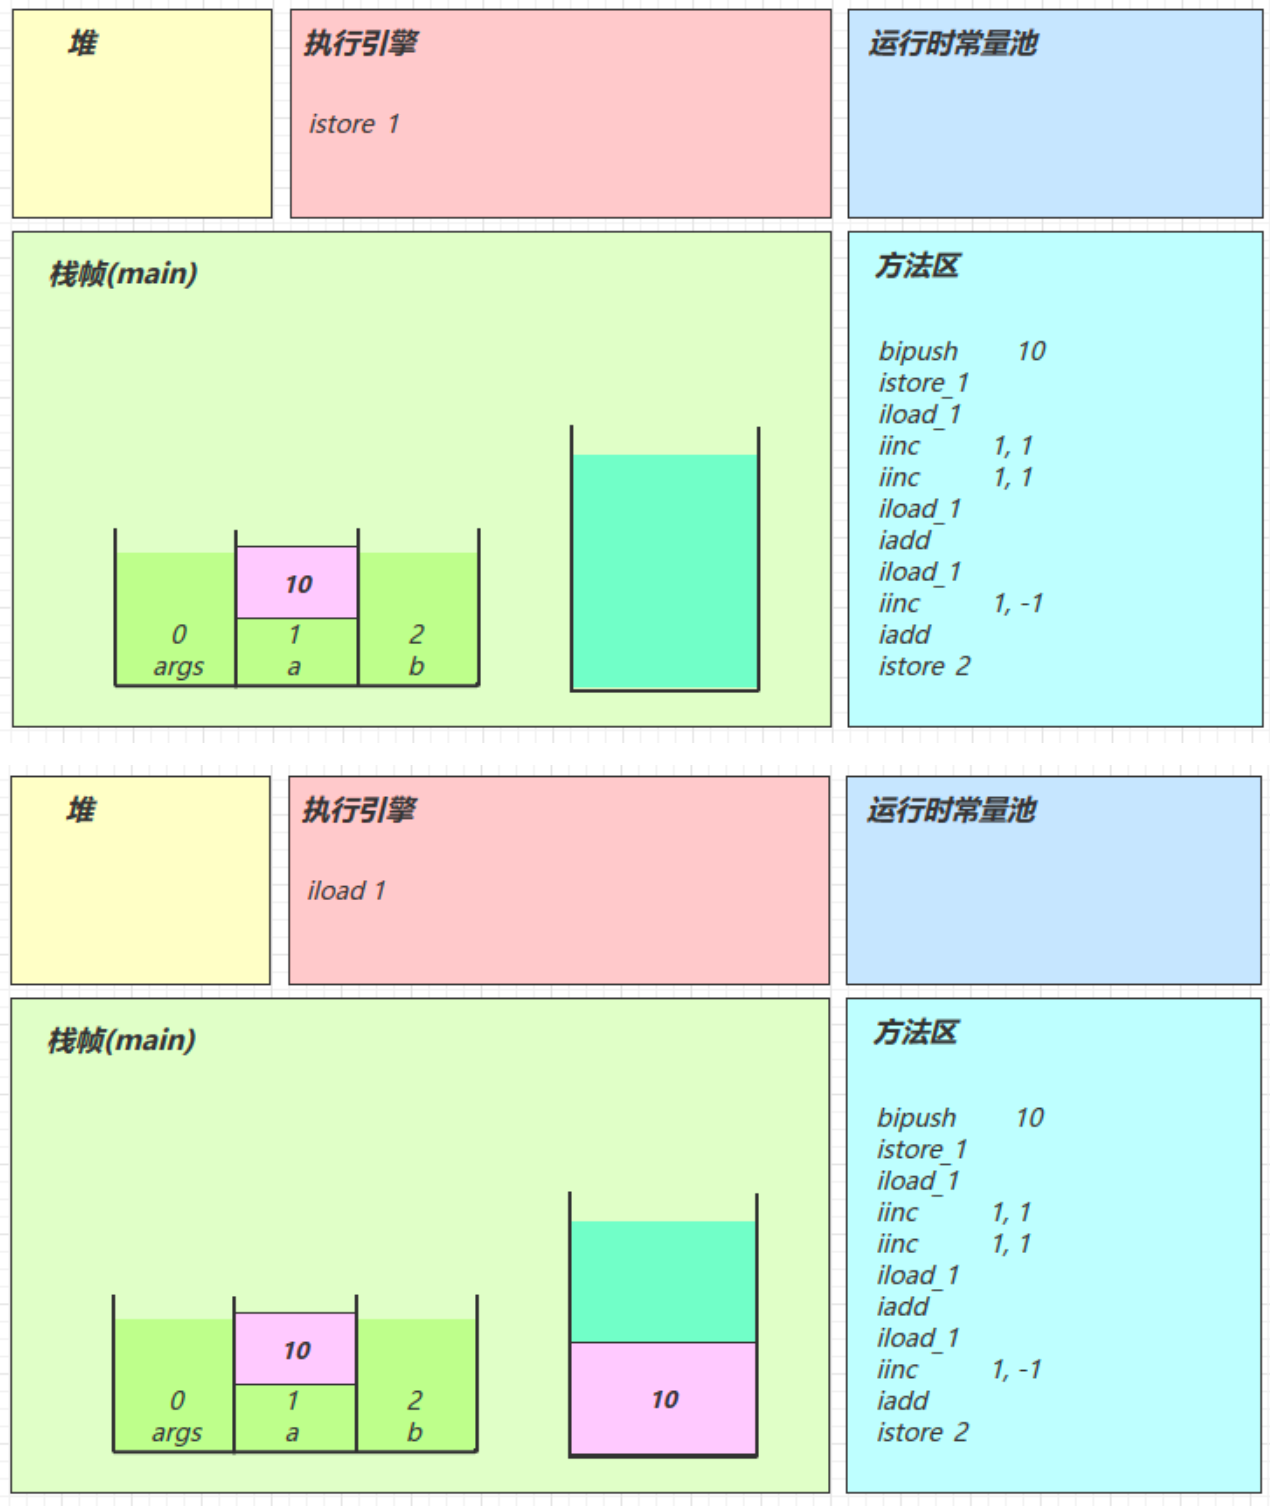 堆
执行引擎
istore 1
运行时常量池
栈帧(main)
10
0 1 2
args a b
方法区
bipush 10
istore_1
iload_1
iinc 1, 1
iinc 1, 1
iload_1
iadd
iload_1
iinc 1, -1
iadd
istore 2
堆
执行引擎
iload 1
运行时常量池
栈帧(main)
10
0 1 2
args a b
10
方法区
bipush 10
istore_1
iload_1
iinc 1, 1
iinc 1, 1
iload_1
iadd
iload_1
iinc 1, -1
iadd
istore 2